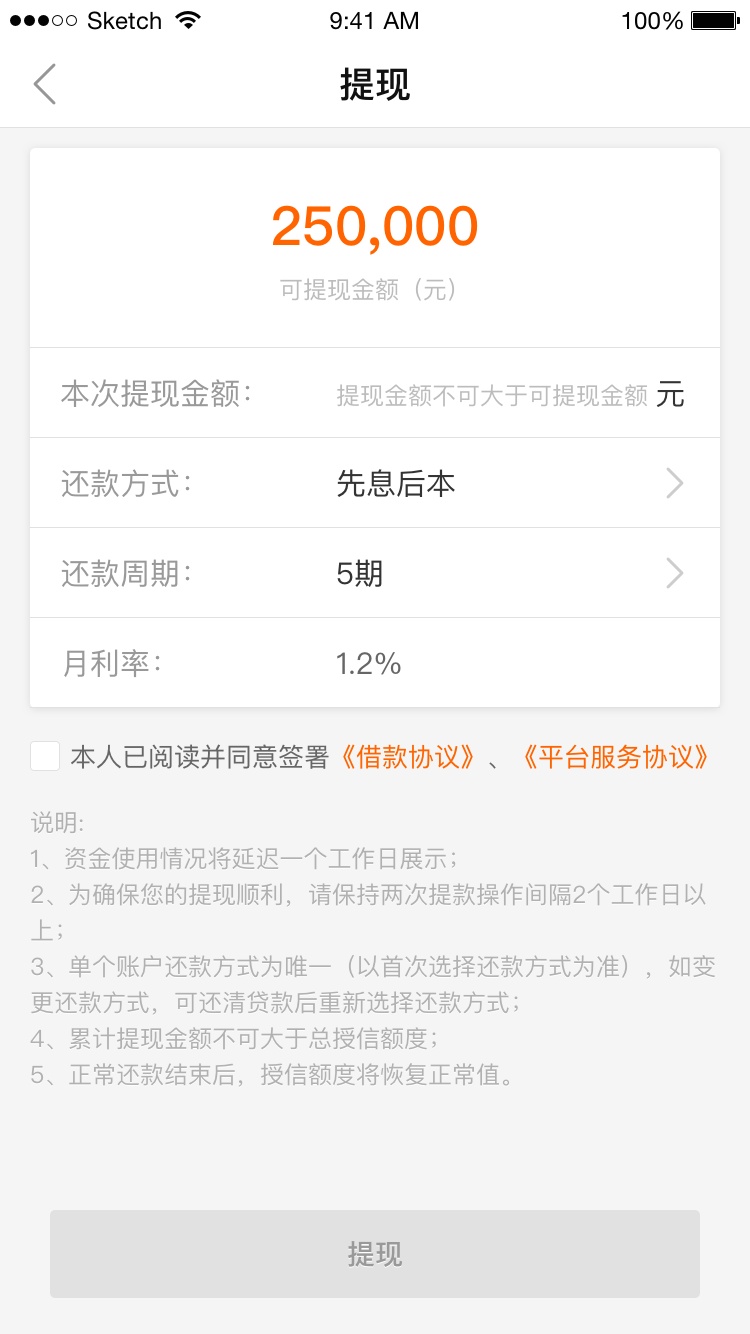 Sketch 9:41 AM 100%
提现
250,000
可提现金额（元）
本次提现金额： 提现金额不可大于可提现金额 元
还款方式： 先息后本
还款周期： 5期
月利率： 1.2%
本人已阅读并同意签署《借款协议》、《平台服务协议》
说明:
1、资金使用情况将延迟一个工作日展示；
2、为确保您的提现顺利，请保持两次提款操作间隔2个工作日以
上；
3、单个账户还款方式为唯一（以首次选择还款方式为准），如变
更还款方式，可还清贷款后重新选择还款方式；
4、累计提现金额不可大于总授信额度；
5、正常还款结束后，授信额度将恢复正常值。
提现